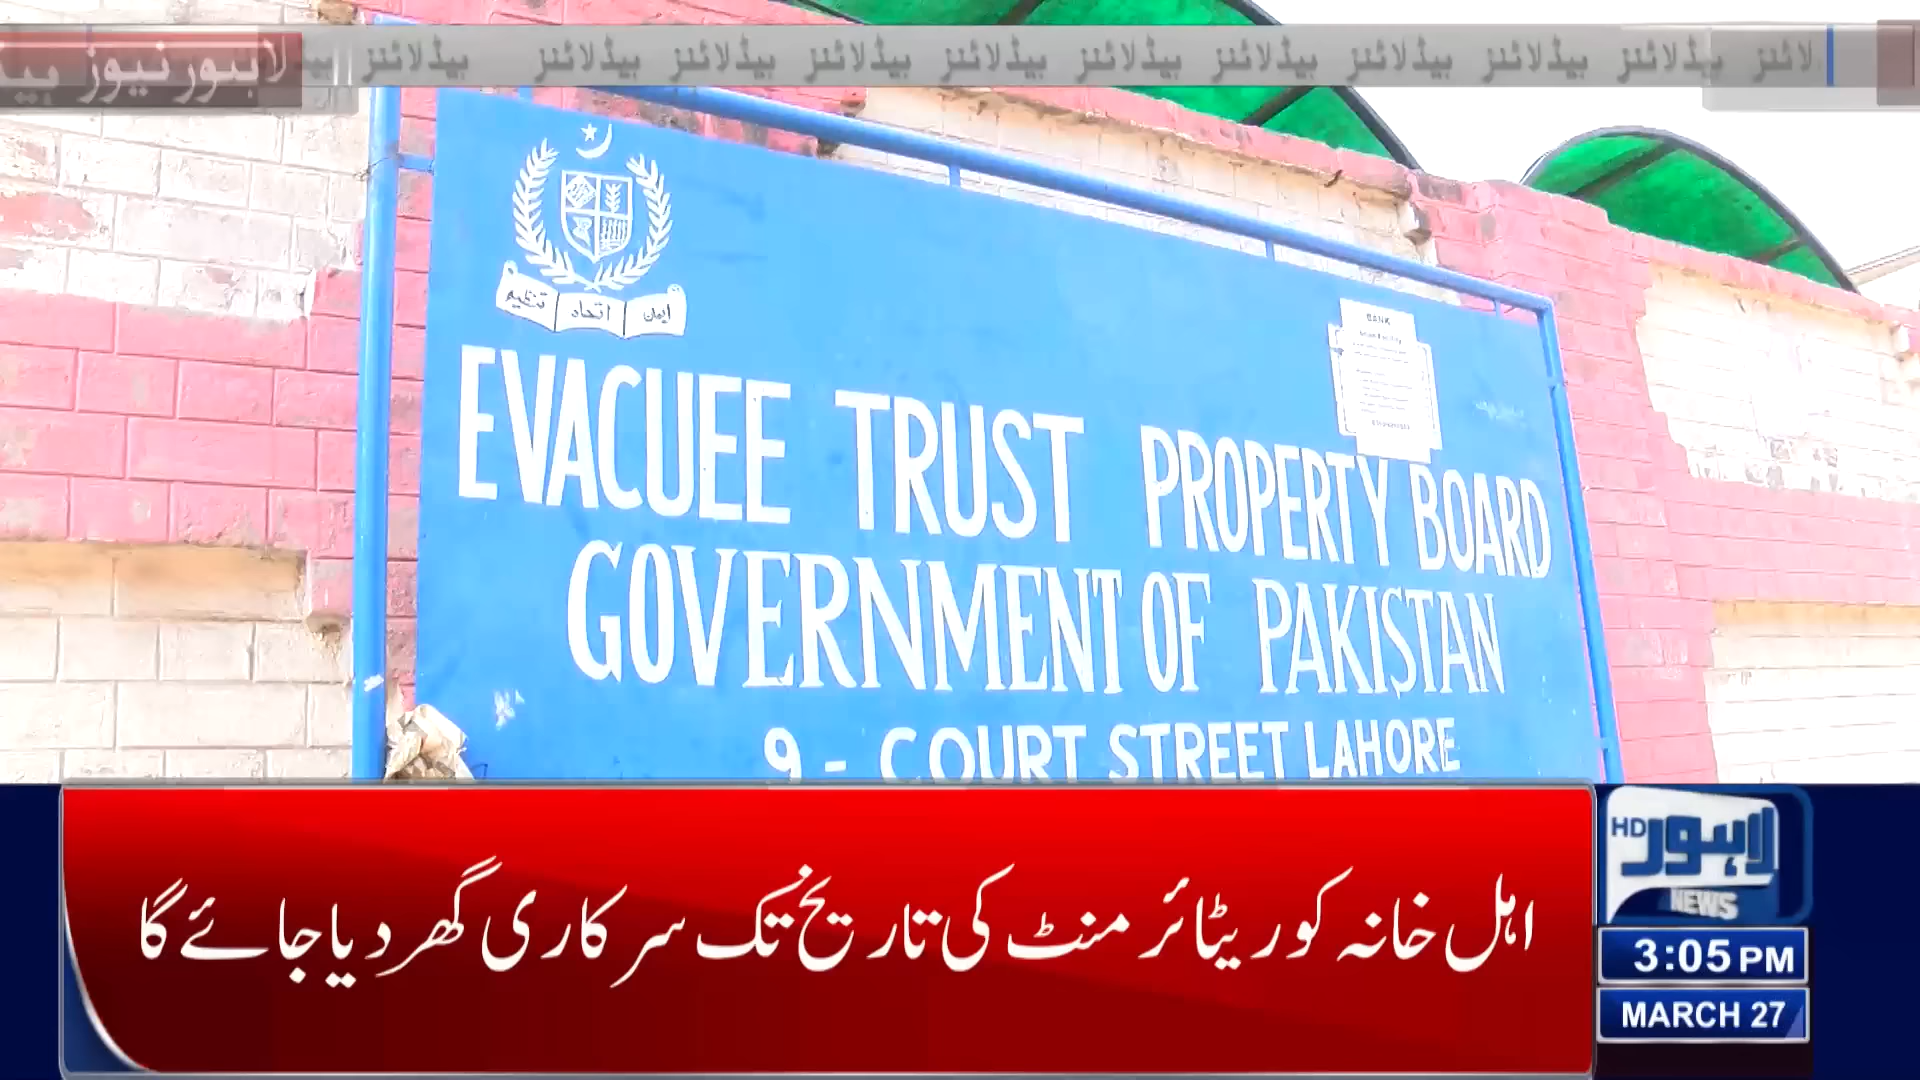 لاہور نیوز
ہیڈلائنز ہیڈلائنز ہیڈلائنز ہیڈلائنز ہیڈلائنز ہیڈلائنز ہیڈلائنز ہیڈلائنز ہیڈلائنز ہیڈلائنز
ایمان اتحاد تنظیم
BANK
EVACUEE TRUST PROPERTY BOARD
GOVERNMENT OF PAKISTAN
9 - COURT STREET LAHORE
اہل خانہ کو ریٹائرمنٹ کی تاریخ تک سرکاری گھر دیا جائے گا
لاہور HD
NEWS
3:05 PM
MARCH 27